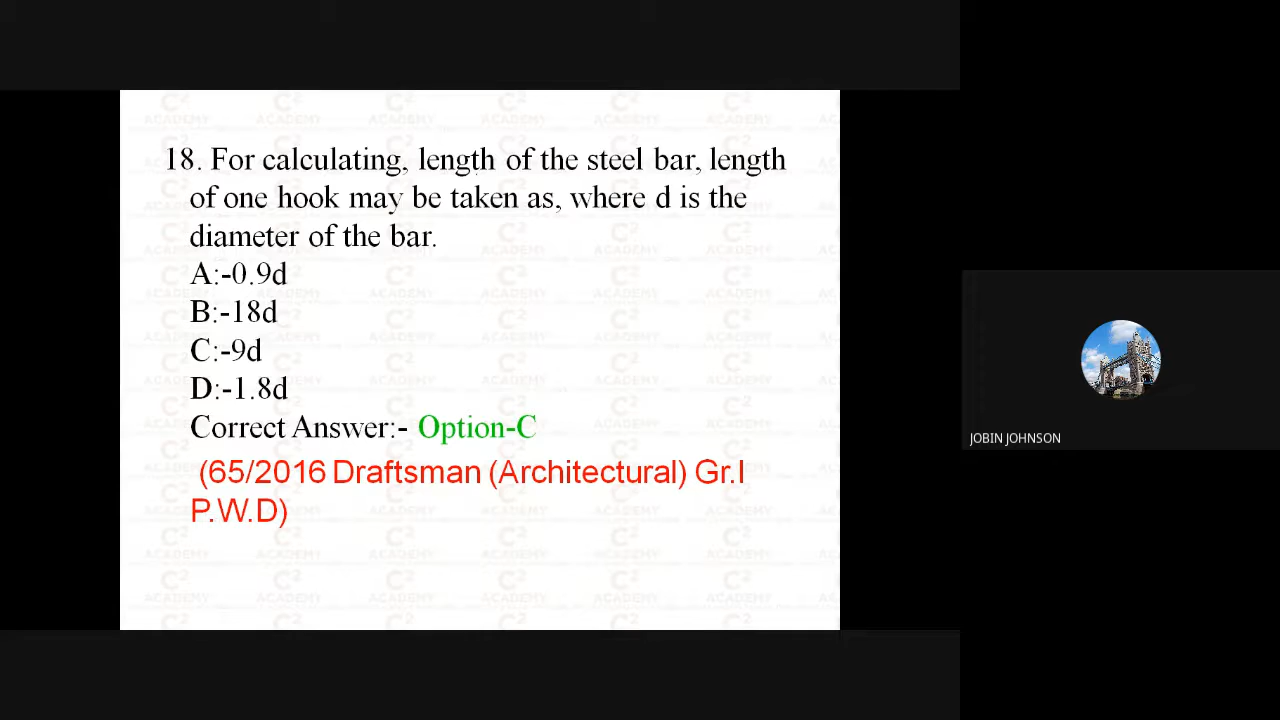 18. For calculating, length of the steel bar, length
of one hook may be taken as, where d is the
diameter of the bar.
A:-0.9d
B:-18d
C:-9d
D:-1.8d
Correct Answer:- Option-C
(65/2016 Draftsman (Architectural) Gr.I
P.W.D)
JOBIN JOHNSON
C² ACADEMY